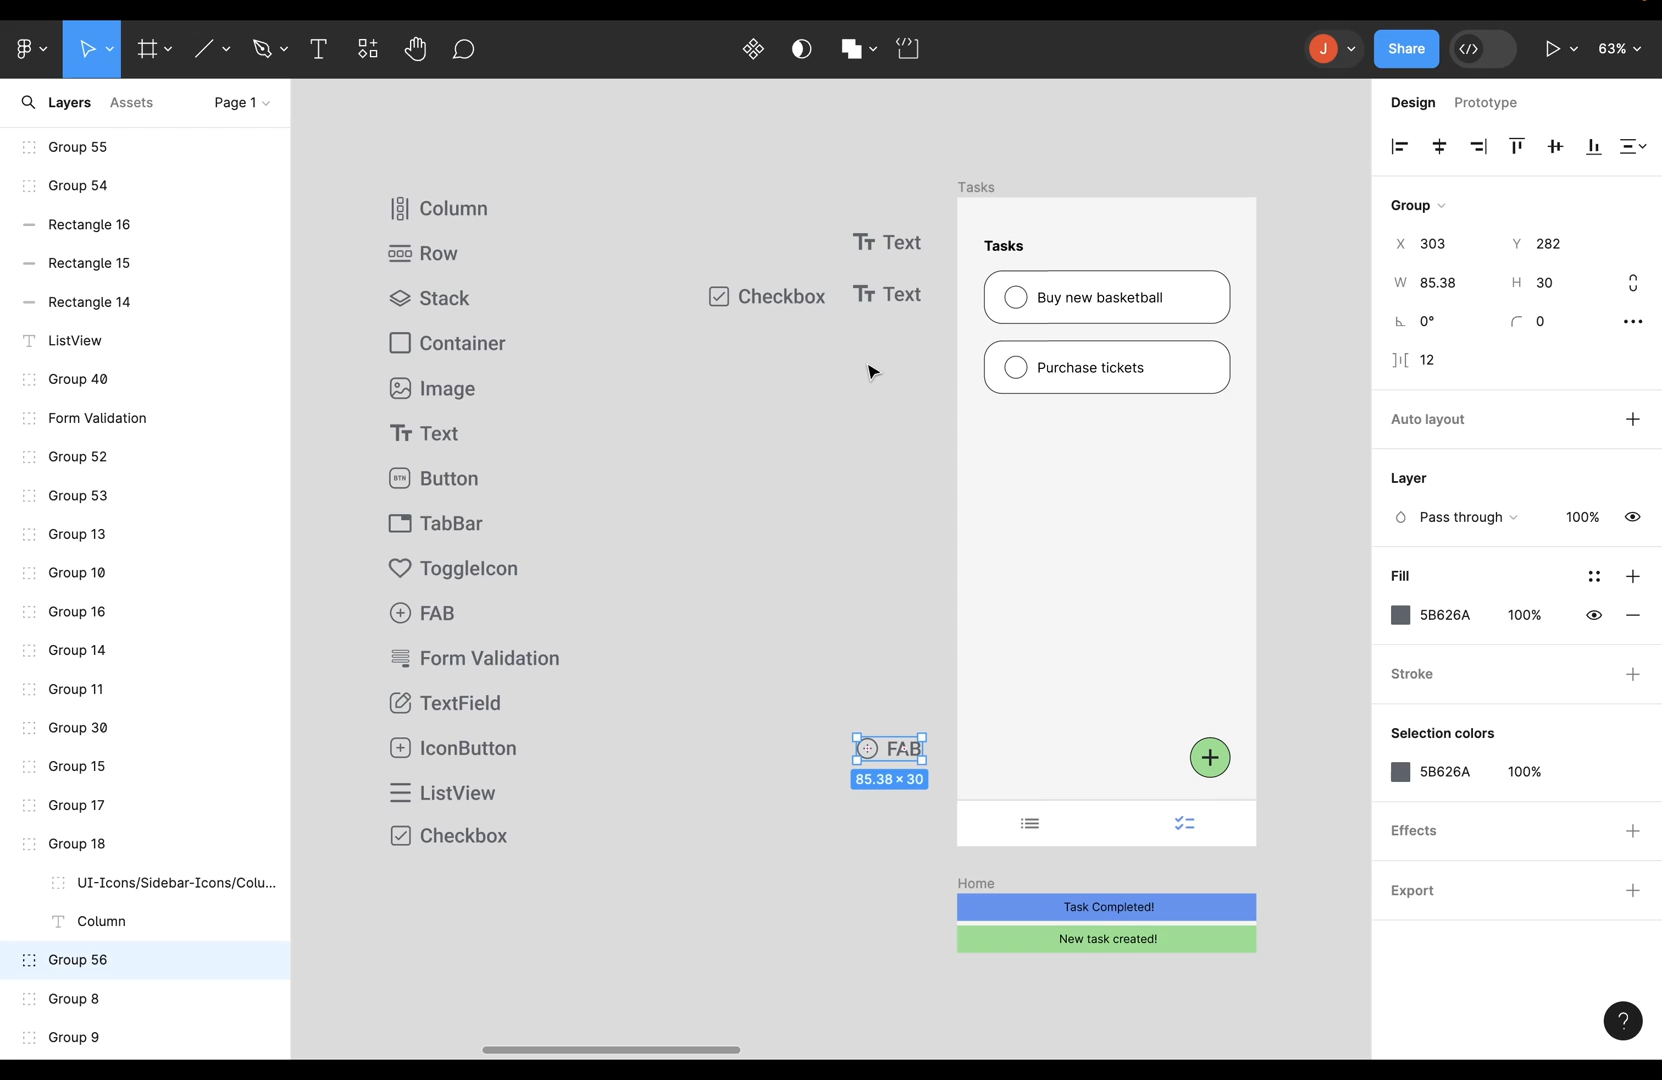 J
Share
63%
Layers
Assets
Page 1
Group 55
Group 54
Rectangle 16
Rectangle 15
Rectangle 14
ListView
Group 40
Form Validation
Group 52
Group 53
Group 13
Group 10
Group 16
Group 14
Group 11
Group 30
Group 15
Group 17
Group 18
UI-Icons/Sidebar-Icons/Colu...
Column
Group 56
Group 8
Group 9
Column
Row
Stack
Container
Image
Text
Button
TabBar
ToggleIcon
FAB
Form Validation
TextField
IconButton
ListView
Checkbox
BTN
Text
Checkbox
Text
FAB
85.38 × 30
Tasks
Tasks
Buy new basketball
Purchase tickets
Home
Task Completed!
New task created!
Design
Prototype
Group
X 303 Y 282
W 85.38 H 30
0° 0
12
Auto layout
Layer
Pass through 100%
Fill
5B626A 100%
Stroke
Selection colors
5B626A 100%
Effects
Export
?